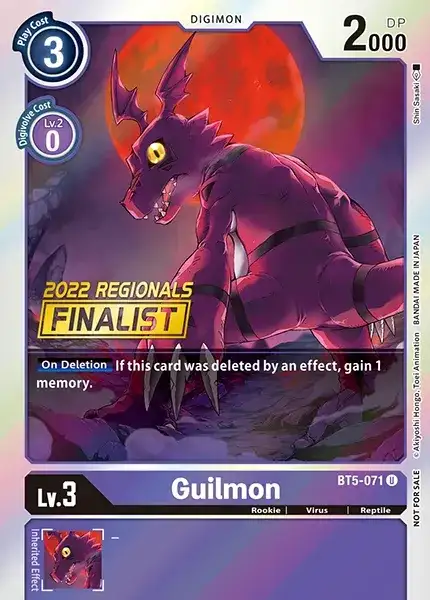 Play Cost
3
DIGIMON
DP
2000
Digivolve Cost
Lv.2
0
Shin Sasaki
2022 REGIONALS
FINALIST
On Deletion If this card was deleted by an effect, gain 1
memory.
©Akiyoshi Hongo, Toei Animation BANDAI MADE IN JAPAN
NOT FOR SALE
Lv.3
Guilmon
BT5-071 U
Rookie | Virus | Reptile
Inherited Effect
–